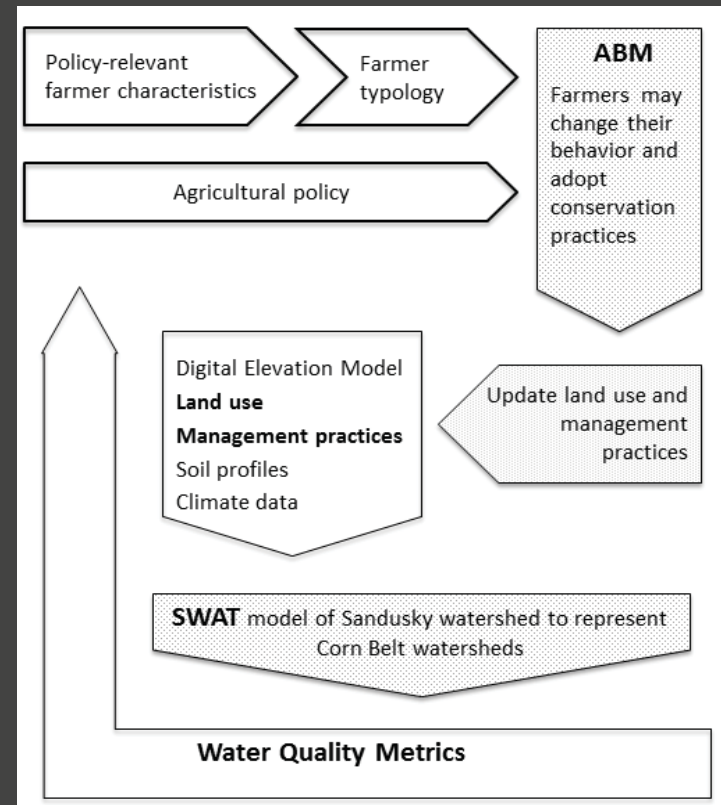 Policy-relevant
farmer characteristics
Farmer
typology
ABM
Farmers may
change their
behavior and
adopt
conservation
practices
Agricultural policy
Digital Elevation Model
Land use
Management practices
Soil profiles
Climate data
Update land use and
management
practices
SWAT model of Sandusky watershed to represent
Corn Belt watersheds
Water Quality Metrics